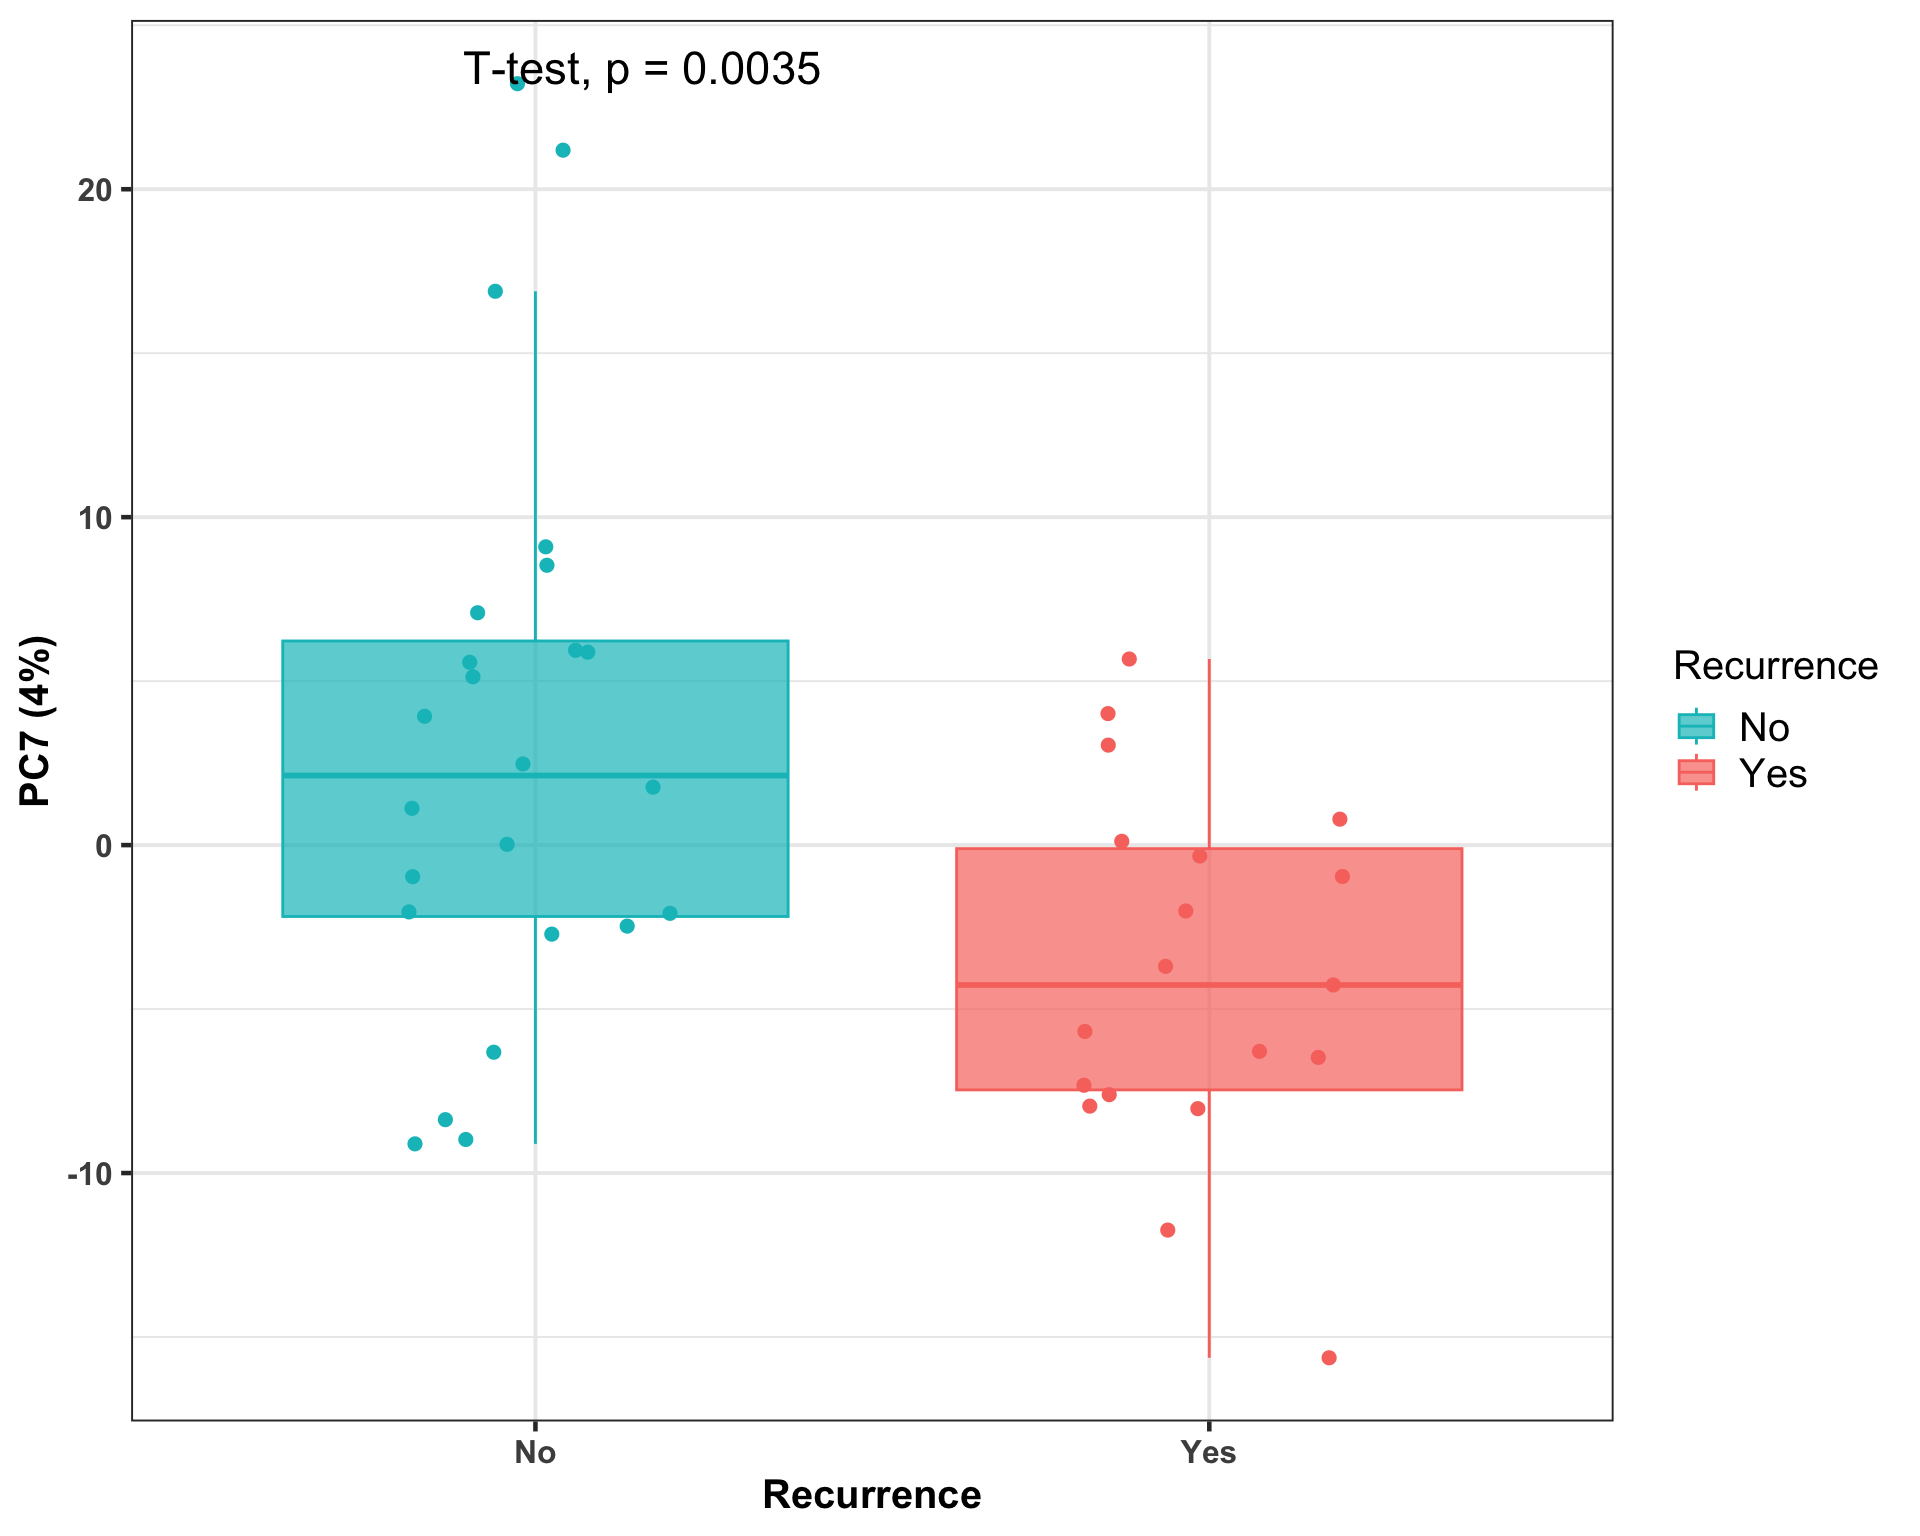 T-test, p = 0.0035
20
10
0
-10
PC7 (4%)
No
Yes
Recurrence
Recurrence
No
Yes